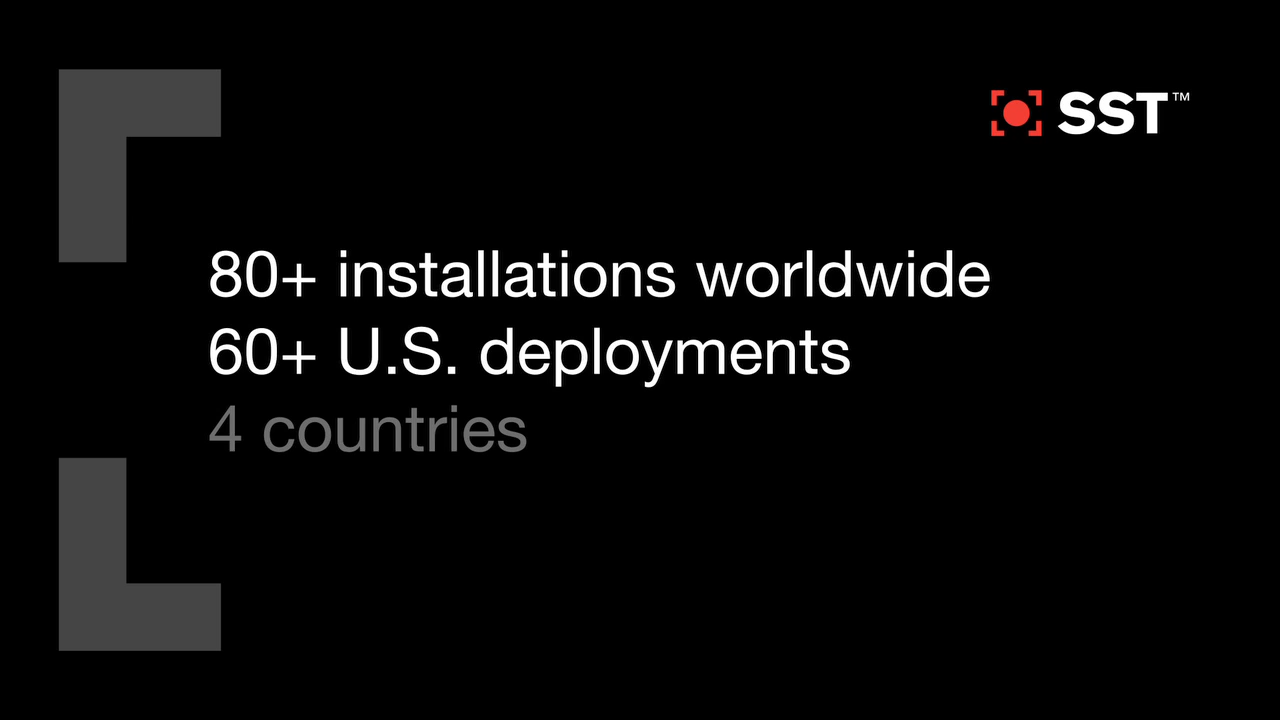 SST™
80+ installations worldwide
60+ U.S. deployments
4 countries